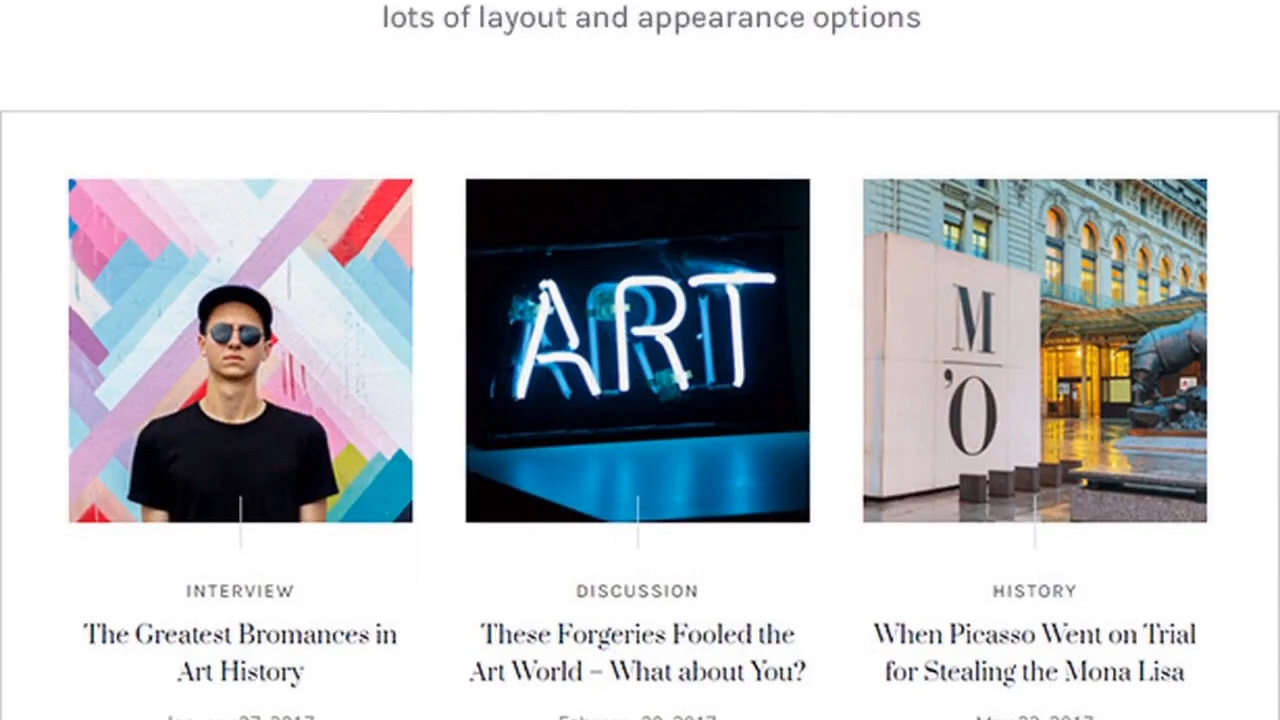 lots of layout and appearance options
ART
M
'O
INTERVIEW
DISCUSSION
HISTORY
The Greatest Bromances in
Art History
These Forgeries Fooled the
Art World – What about You?
When Picasso Went on Trial
for Stealing the Mona Lisa